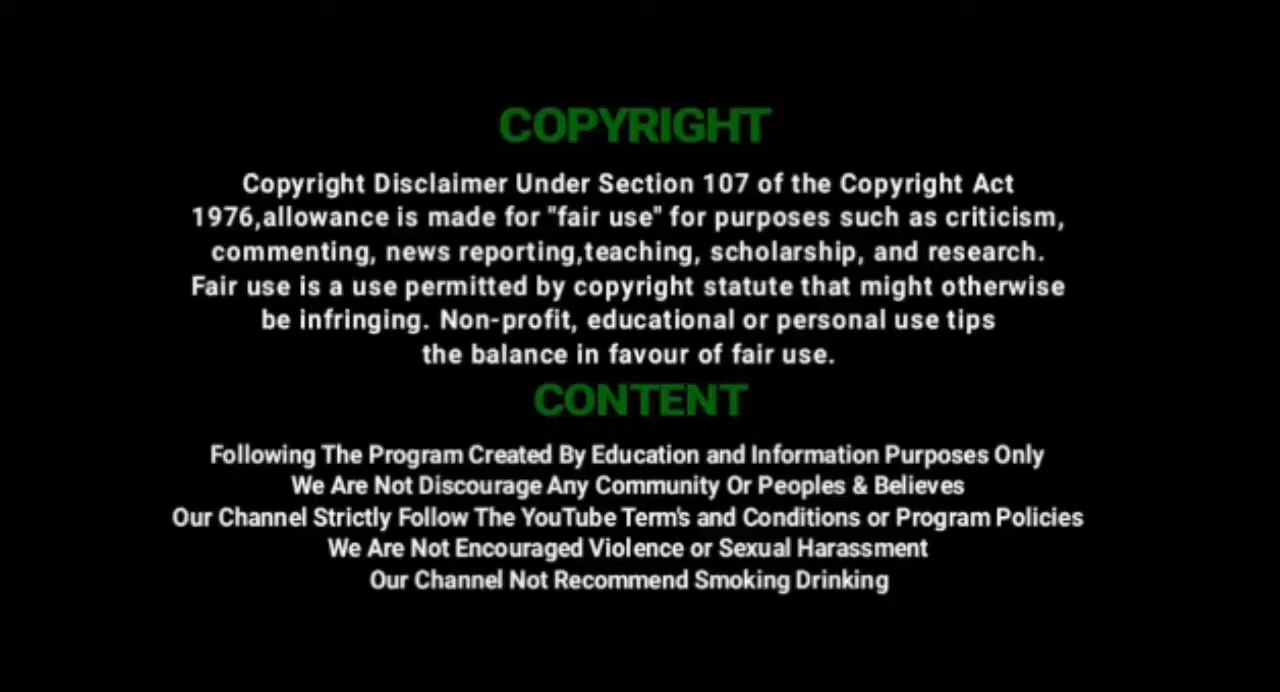 COPYRIGHT
Copyright Disclaimer Under Section 107 of the Copyright Act
1976,allowance is made for "fair use" for purposes such as criticism,
commenting, news reporting,teaching, scholarship, and research.
Fair use is a use permitted by copyright statute that might otherwise
be infringing. Non-profit, educational or personal use tips
the balance in favour of fair use.
CONTENT
Following The Program Created By Education and Information Purposes Only
We Are Not Discourage Any Community Or Peoples & Believes
Our Channel Strictly Follow The YouTube Term's and Conditions or Program Policies
We Are Not Encouraged Violence or Sexual Harassment
Our Channel Not Recommend Smoking Drinking